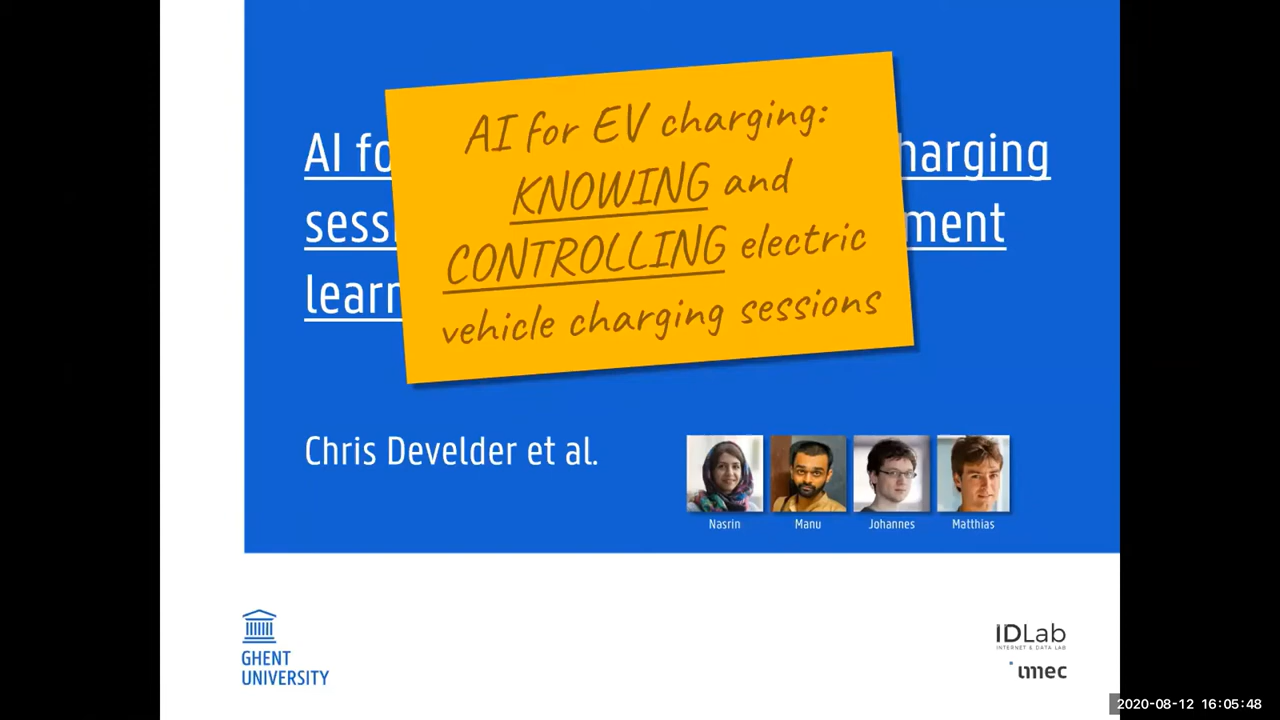 AI for EV charging:
KNOWING and
CONTROLLING electric
vehicle charging sessions
AI fo harging
sess ment
learn
Chris Develder et al.
Nasrin Manu Johannes Matthias
GHENT
UNIVERSITY
IDLab
INTERNET & DATA LAB
imec
2020-08-12 16:05:48